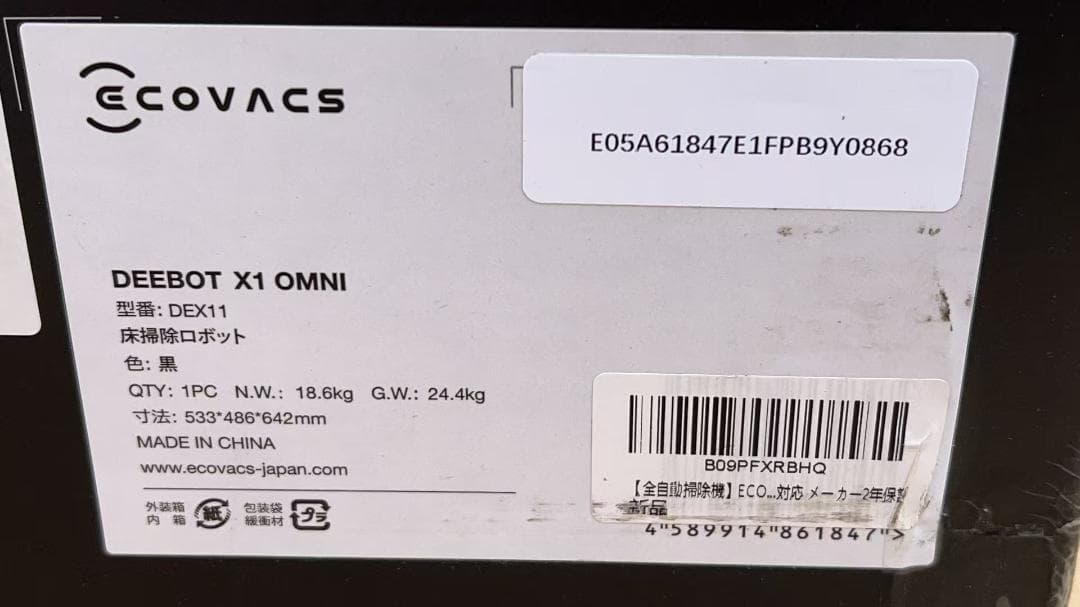 ECOVACS
E05A61847E1FPB9Y0868
DEEBOT X1 OMNI
型番: DEX11
床掃除ロボット
色: 黒
QTY: 1PC N.W.: 18.6kg G.W.: 24.4kg
寸法: 533*486*642mm
MADE IN CHINA
www.ecovacs-japan.com
外装箱
内 箱
紙
包装袋
緩衝材
プラ
B09PFXRBHQ
【全自動掃除機】ECO...対応 メーカー2年保証
新品
4"589914"861847">